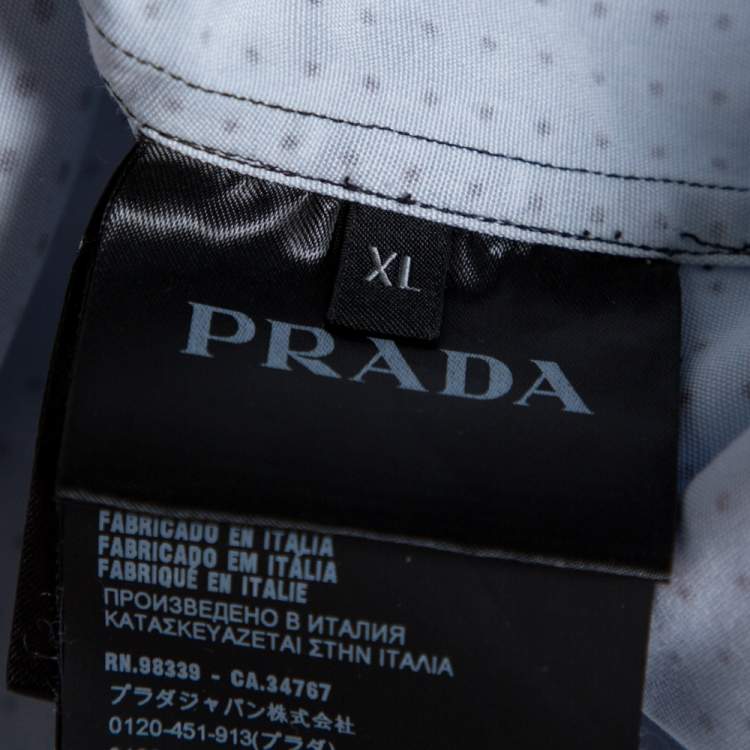 XL
PRADA
FABRICADO EN ITALIA
FABRICADO EM ITÁLIA
FABRIQUÉ EN ITALIE
ПРОИЗВЕДЕНО В ИТАЛИЯ
ΚΑΤΑΣΚΕΥΑΖΕΤΑΙ ΣΤΗΝ ΙΤΑΛΙΑ
RN.98339 - CA.34767
プラダジャパン株式会社
0120-451-913(プラダ)